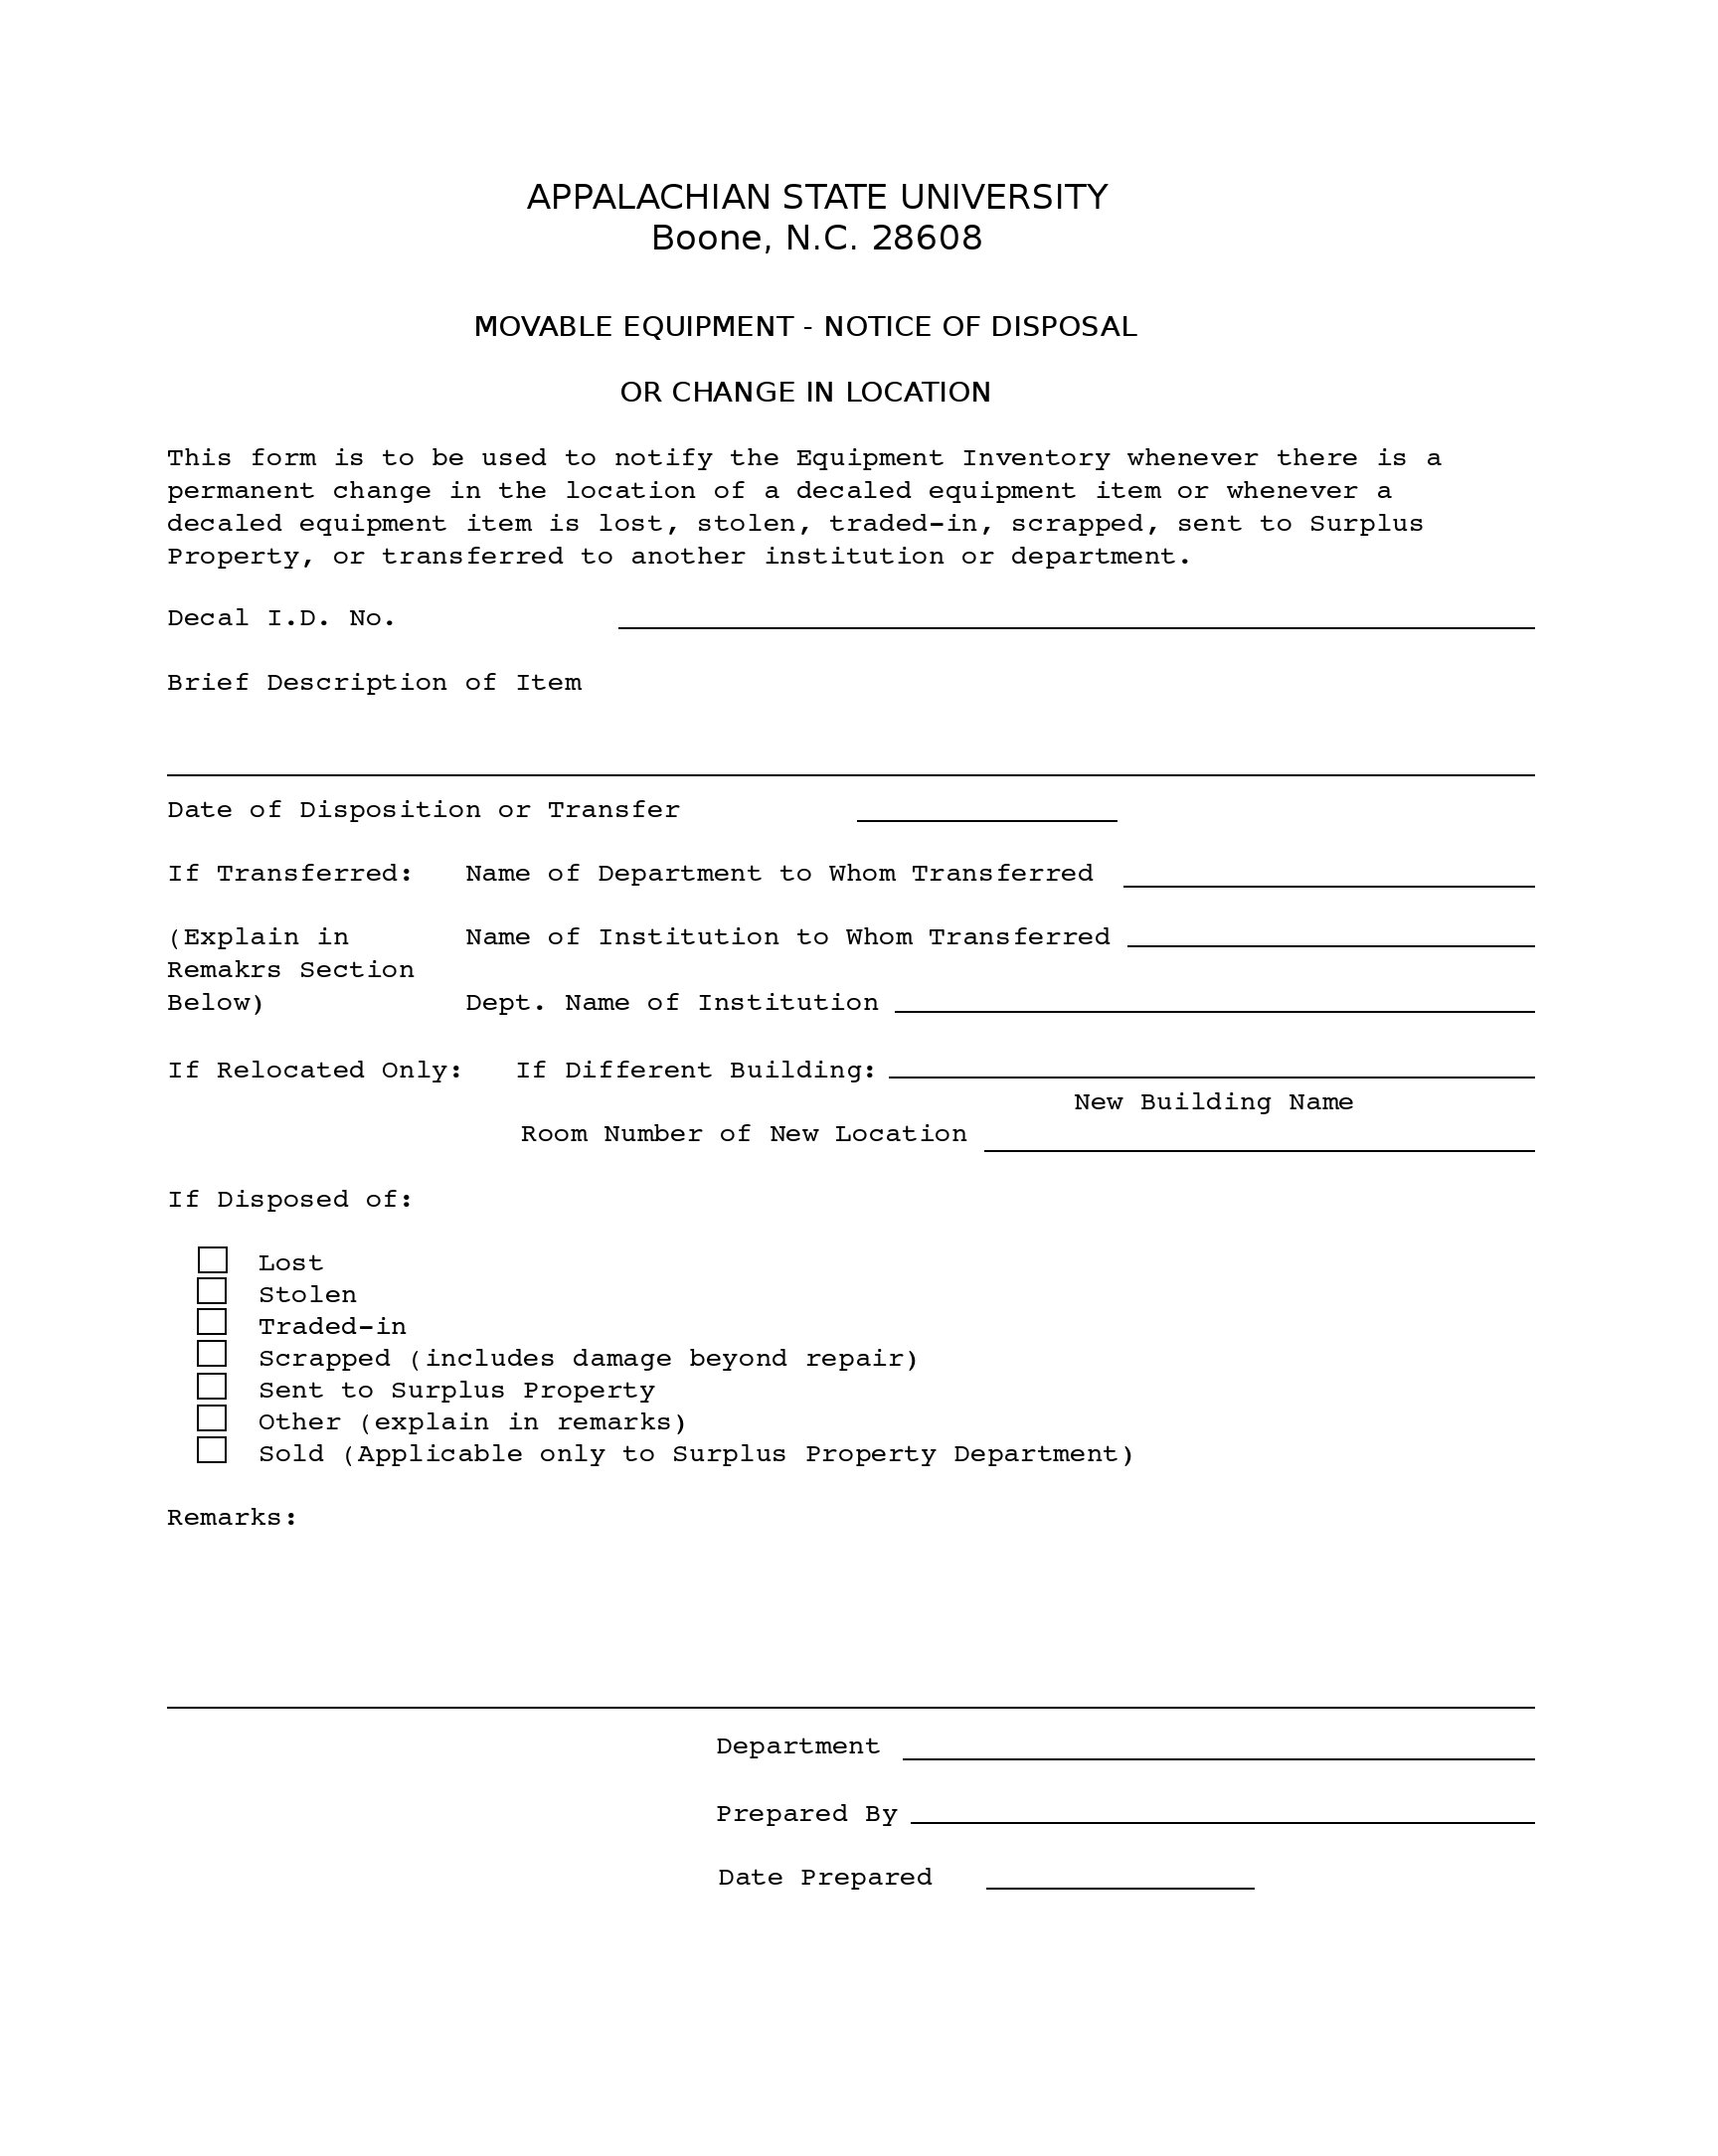 APPALACHIAN STATE UNIVERSITY
Boone, N.C. 28608
MOVABLE EQUIPMENT - NOTICE OF DISPOSAL
OR CHANGE IN LOCATION
This form is to be used to notify the Equipment Inventory whenever there is a
permanent change in the location of a decaled equipment item or whenever a
decaled equipment item is lost, stolen, traded-in, scrapped, sent to Surplus
Property, or transferred to another institution or department.
Decal I.D. No.
Brief Description of Item
Date of Disposition or Transfer
If Transferred: Name of Department to Whom Transferred
(Explain in Name of Institution to Whom Transferred
Remakrs Section
Below) Dept. Name of Institution
If Relocated Only: If Different Building:
New Building Name
Room Number of New Location
If Disposed of:
Lost
Stolen
Traded-in
Scrapped (includes damage beyond repair)
Sent to Surplus Property
Other (explain in remarks)
Sold (Applicable only to Surplus Property Department)
Remarks:
Department
Prepared By
Date Prepared